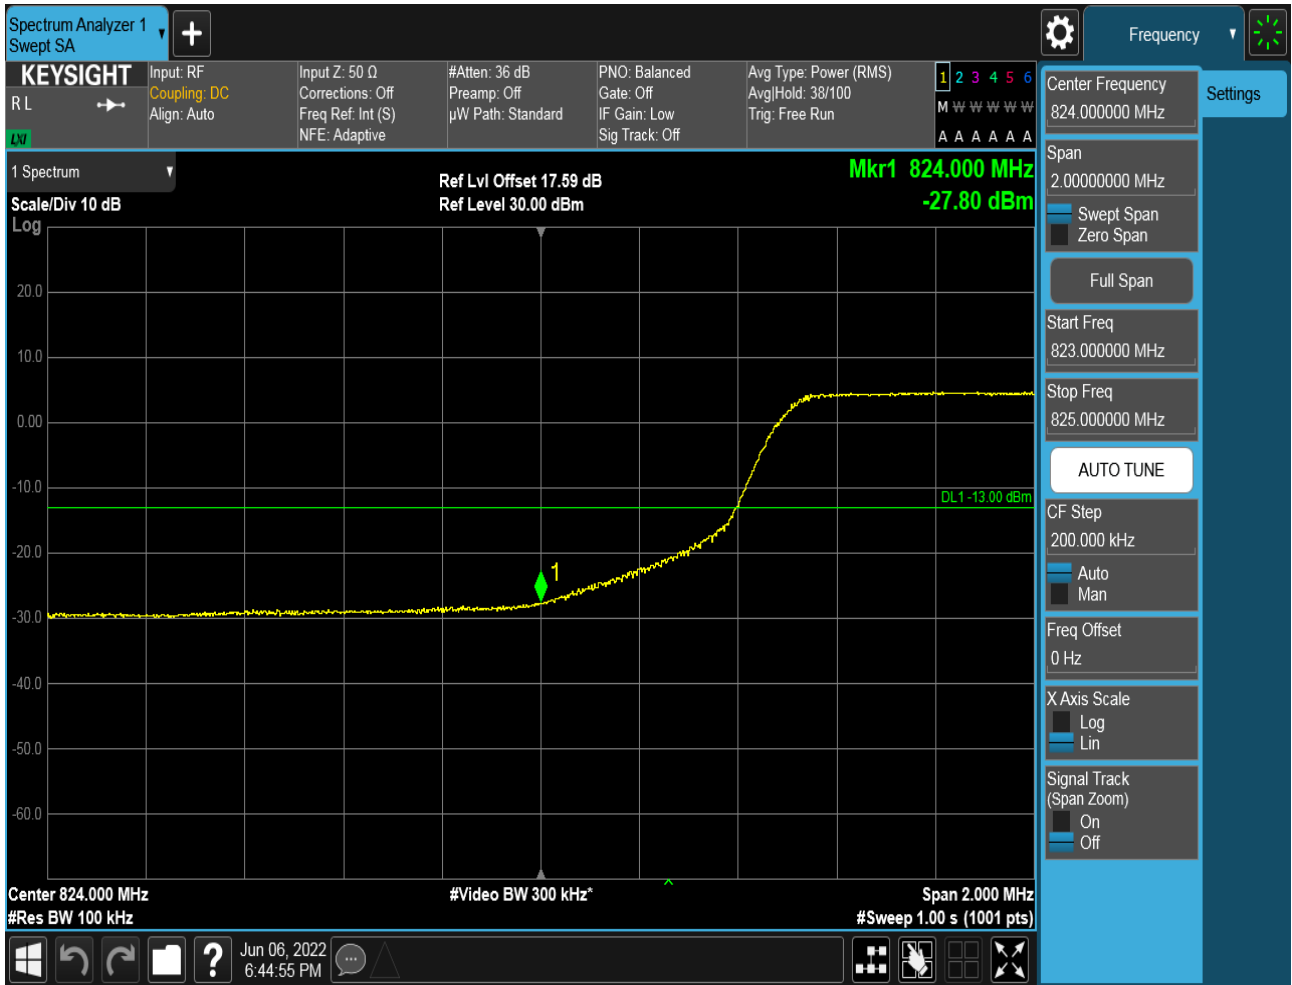 Spectrum Analyzer 1
Swept SA
Frequency
KEYSIGHT
R L
LXI
Input: RF
Coupling: DC
Align: Auto
Input Z: 50 Ω
Corrections: Off
Freq Ref: Int (S)
NFE: Adaptive
#Atten: 36 dB
Preamp: Off
µW Path: Standard
PNO: Balanced
Gate: Off
IF Gain: Low
Sig Track: Off
Avg Type: Power (RMS)
Avg|Hold: 38/100
Trig: Free Run
1 2 3 4 5 6
M W W W W W
A A A A A A
1 Spectrum
Scale/Div 10 dB
Log
Ref Lvl Offset 17.59 dB
Ref Level 30.00 dBm
Mkr1 824.000 MHz
-27.80 dBm
20.0
10.0
0.00
-10.0
-20.0
-30.0
-40.0
-50.0
-60.0
DL1 -13.00 dBm
1
Center 824.000 MHz
#Res BW 100 kHz
#Video BW 300 kHz*
Span 2.000 MHz
#Sweep 1.00 s (1001 pts)
Jun 06, 2022
6:44:55 PM
Center Frequency
824.000000 MHz
Span
2.00000000 MHz
Swept Span
Zero Span
Full Span
Start Freq
823.000000 MHz
Stop Freq
825.000000 MHz
AUTO TUNE
CF Step
200.000 kHz
Auto
Man
Freq Offset
0 Hz
X Axis Scale
Log
Lin
Signal Track
(Span Zoom)
On
Off
Settings